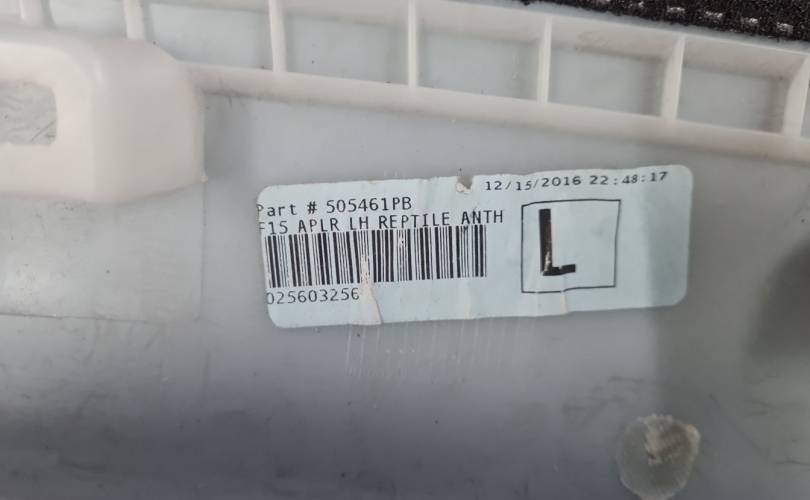 12/15/2016 22:48:17
Part # 505461PB
F15 APLR LH REPTILE ANTH
L
025603256